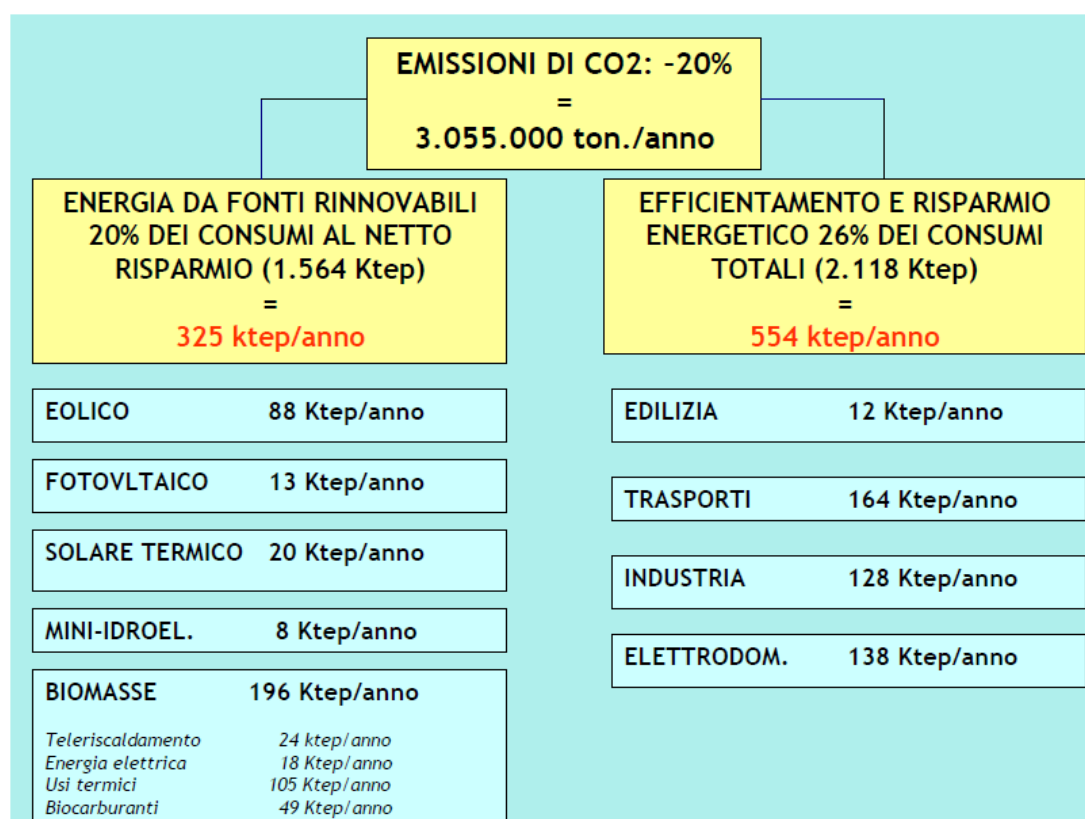 EMISSIONI DI CO2: -20%
=
3.055.000 ton./anno
ENERGIA DA FONTI RINNOVABILI
20% DEI CONSUMI AL NETTO
RISPARMIO (1.564 Ktep)
=
325 ktep/anno
EOLICO 88 Ktep/anno
FOTOVLTAICO 13 Ktep/anno
SOLARE TERMICO 20 Ktep/anno
MINI-IDROEL. 8 Ktep/anno
BIOMASSE 196 Ktep/anno
Teleriscaldamento 24 ktep/anno
Energia elettrica 18 Ktep/anno
Usi termici 105 Ktep/anno
Biocarburanti 49 Ktep/anno
EFFICIENTAMENTO E RISPARMIO
ENERGETICO 26% DEI CONSUMI
TOTALI (2.118 Ktep)
=
554 ktep/anno
EDILIZIA 12 Ktep/anno
TRASPORTI 164 Ktep/anno
INDUSTRIA 128 Ktep/anno
ELETTRODOM. 138 Ktep/anno